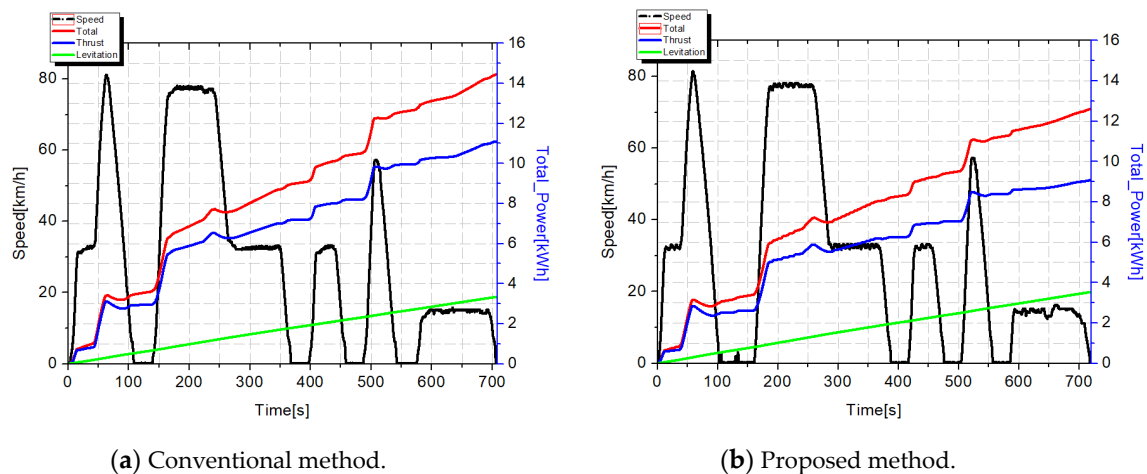 Speed
Total
Thrust
Levitation
80
60
40
20
0
Speed[km/h]
16
14
12
10
8
6
4
2
0
Total_Power[kWh]
0 100 200 300 400 500 600 700
Time[s]
(a) Conventional method.
Speed
Total
Thrust
Levitation
80
60
40
20
0
Speed[km/h]
16
14
12
10
8
6
4
2
0
Total_Power[kWh]
0 100 200 300 400 500 600 700
Time[s]
(b) Proposed method.